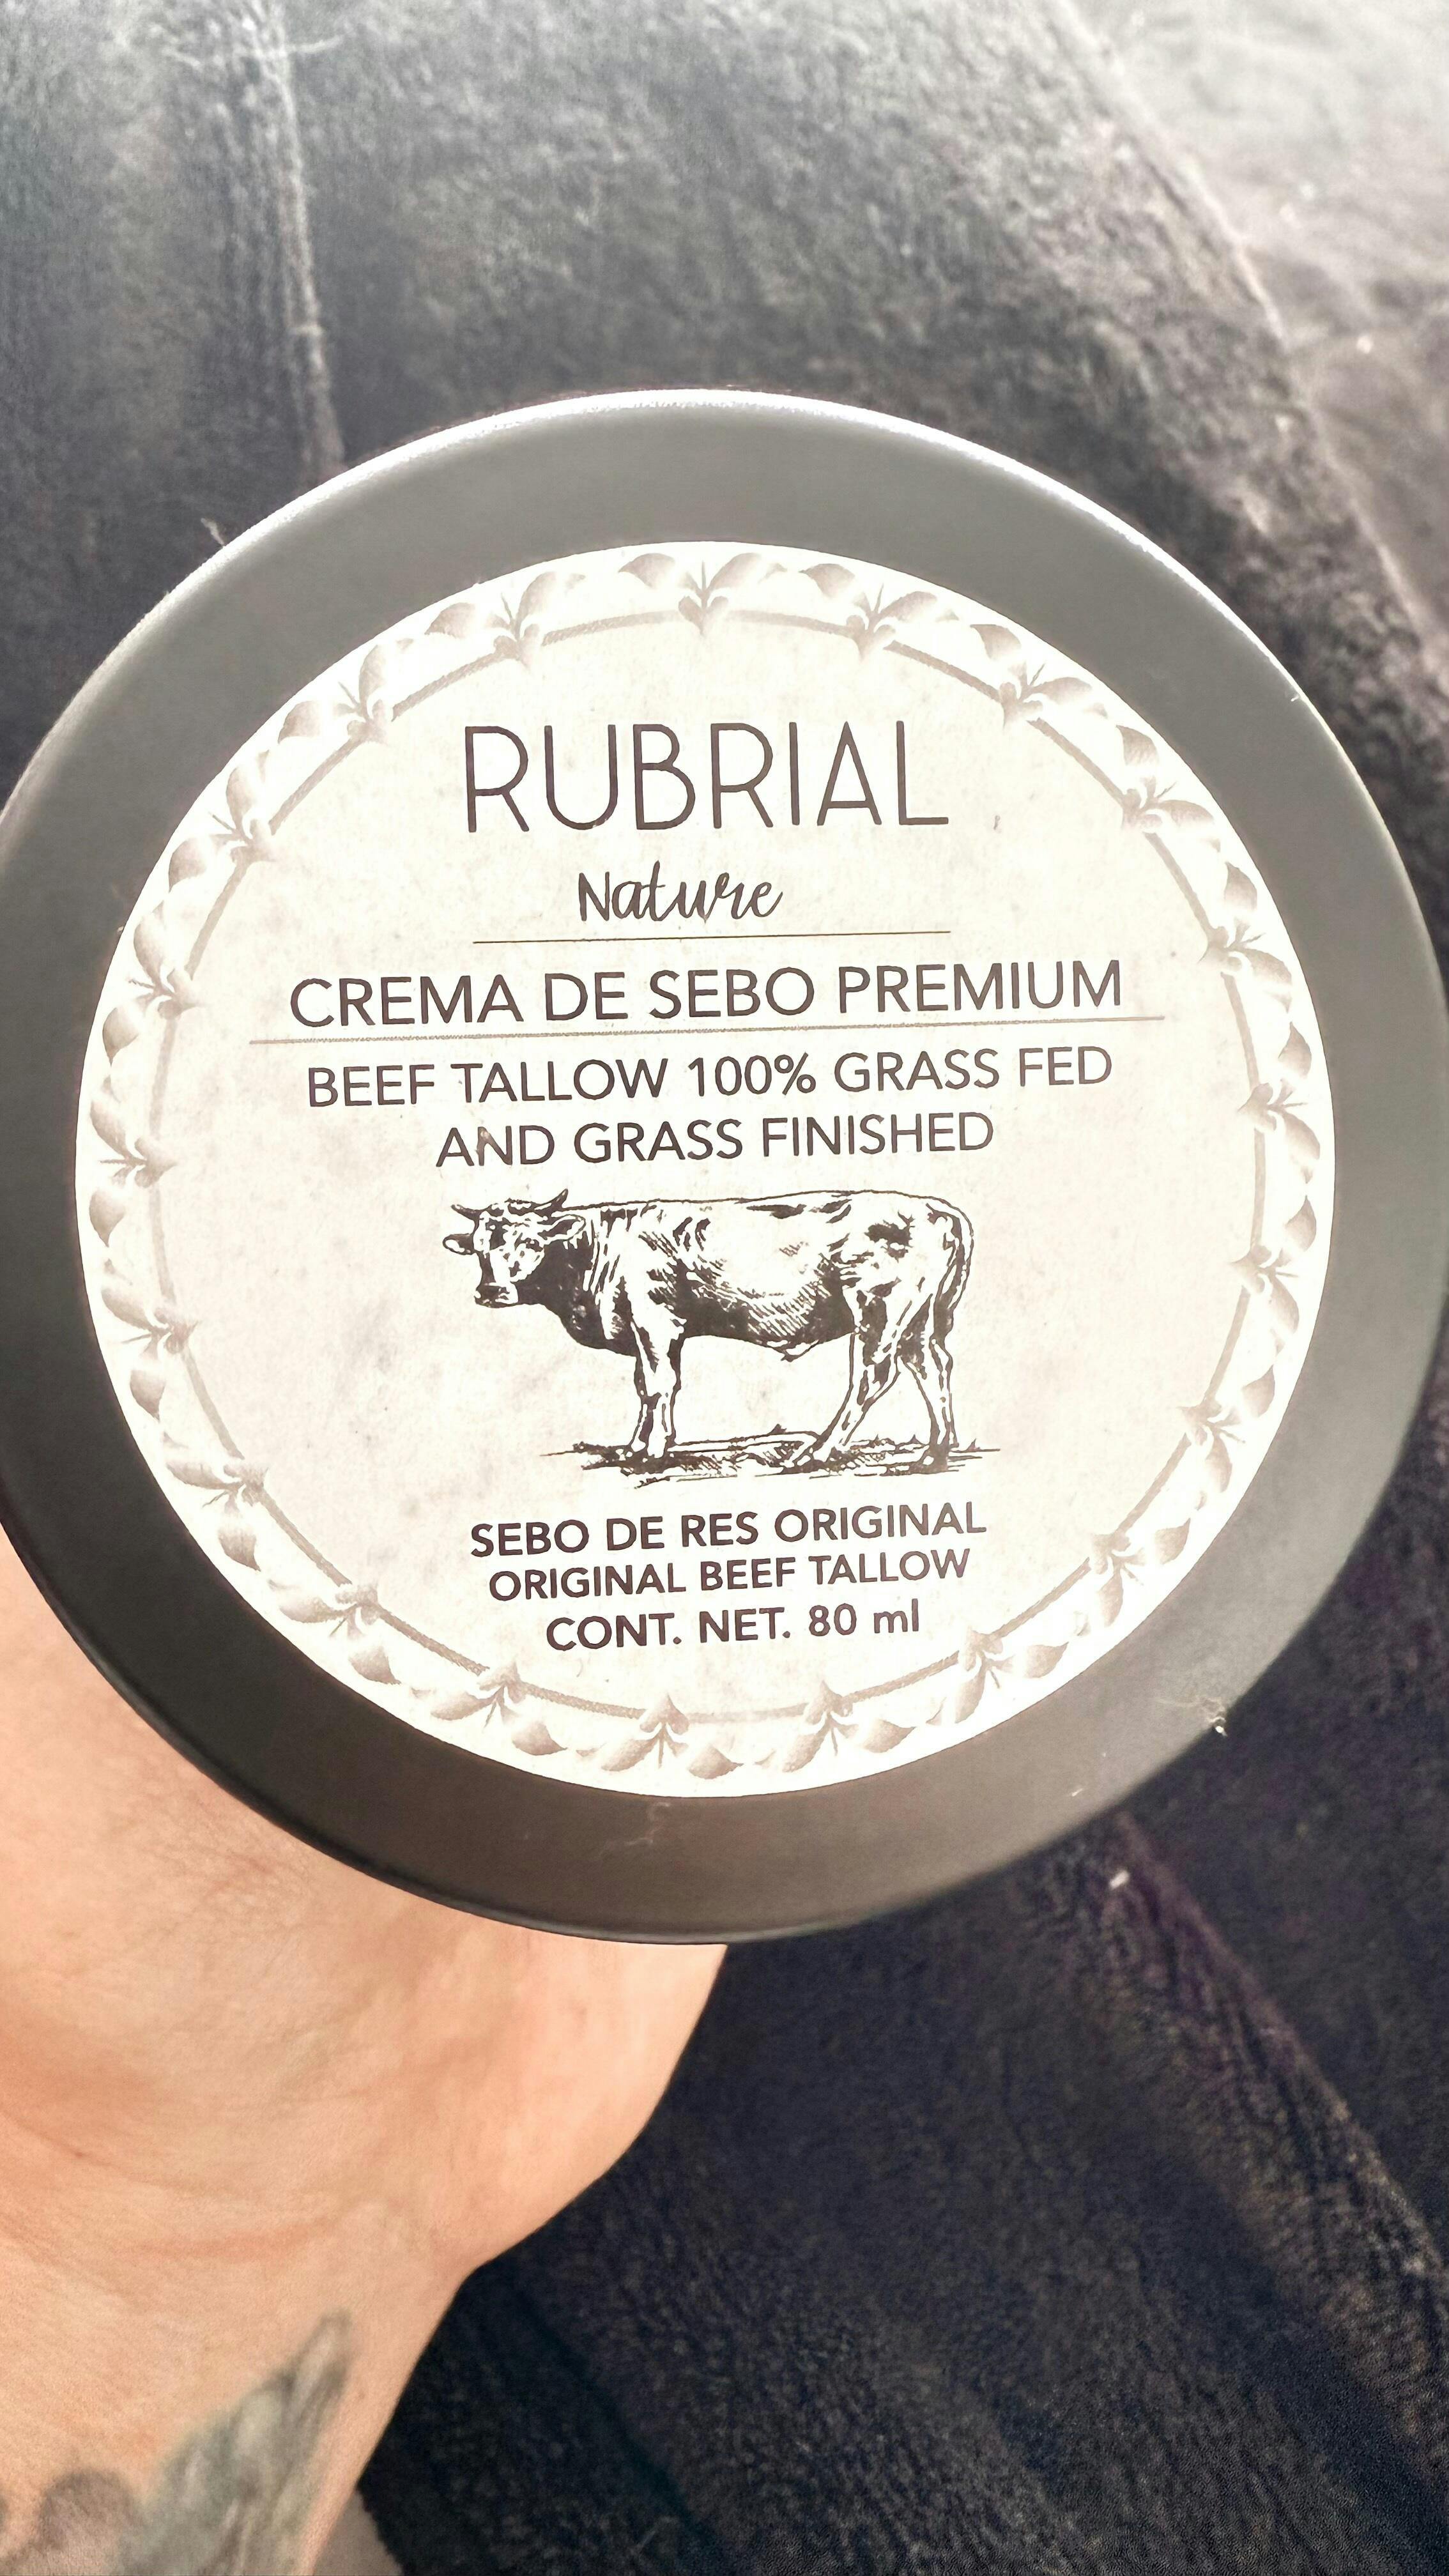 RUBRIAL
Nature
CREMA DE SEBO PREMIUM
BEEF TALLOW 100% GRASS FED
AND GRASS FINISHED
SEBO DE RES ORIGINAL
ORIGINAL BEEF TALLOW
CONT. NET. 80 ml